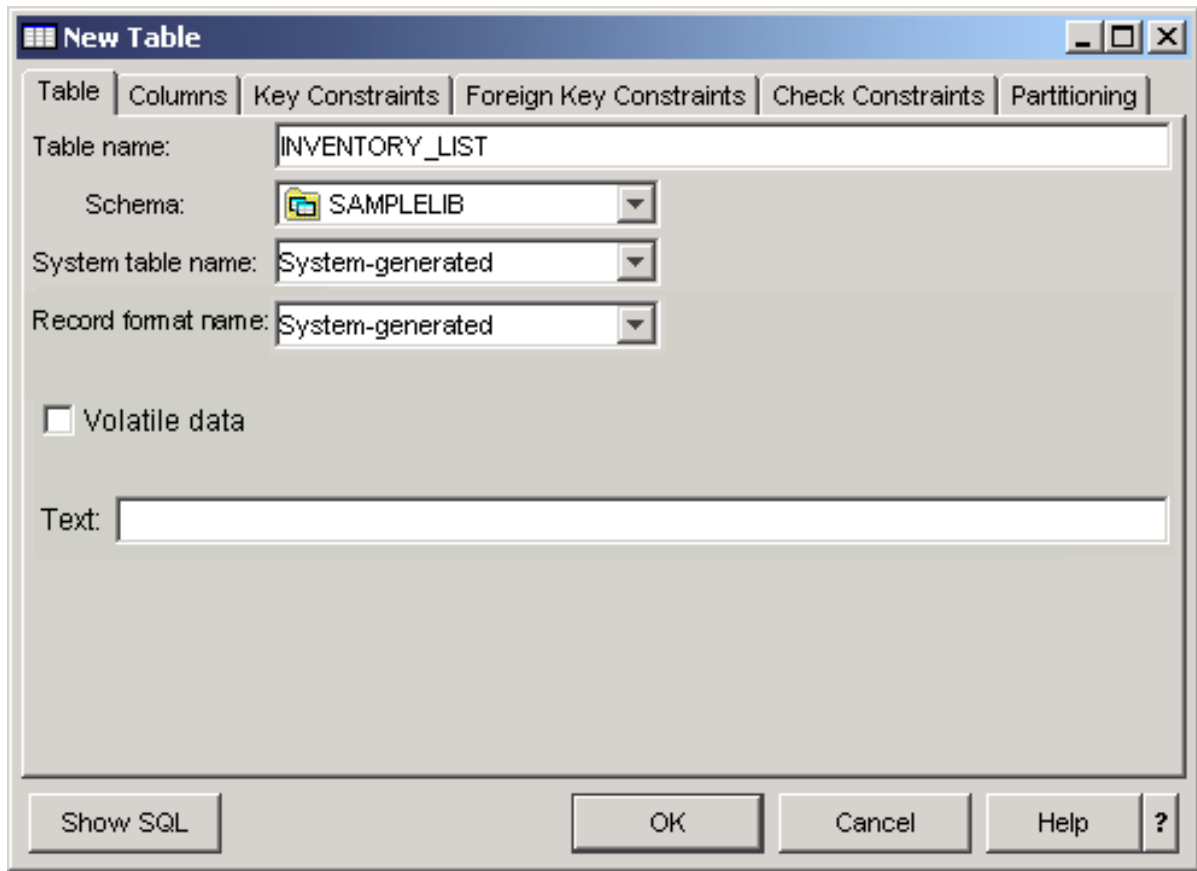 New Table
Table Columns Key Constraints Foreign Key Constraints Check Constraints Partitioning
Table name: INVENTORY_LIST
Schema: SAMPLELIB
System table name: System-generated
Record format name: System-generated
Volatile data
Text:
Show SQL OK Cancel Help ?